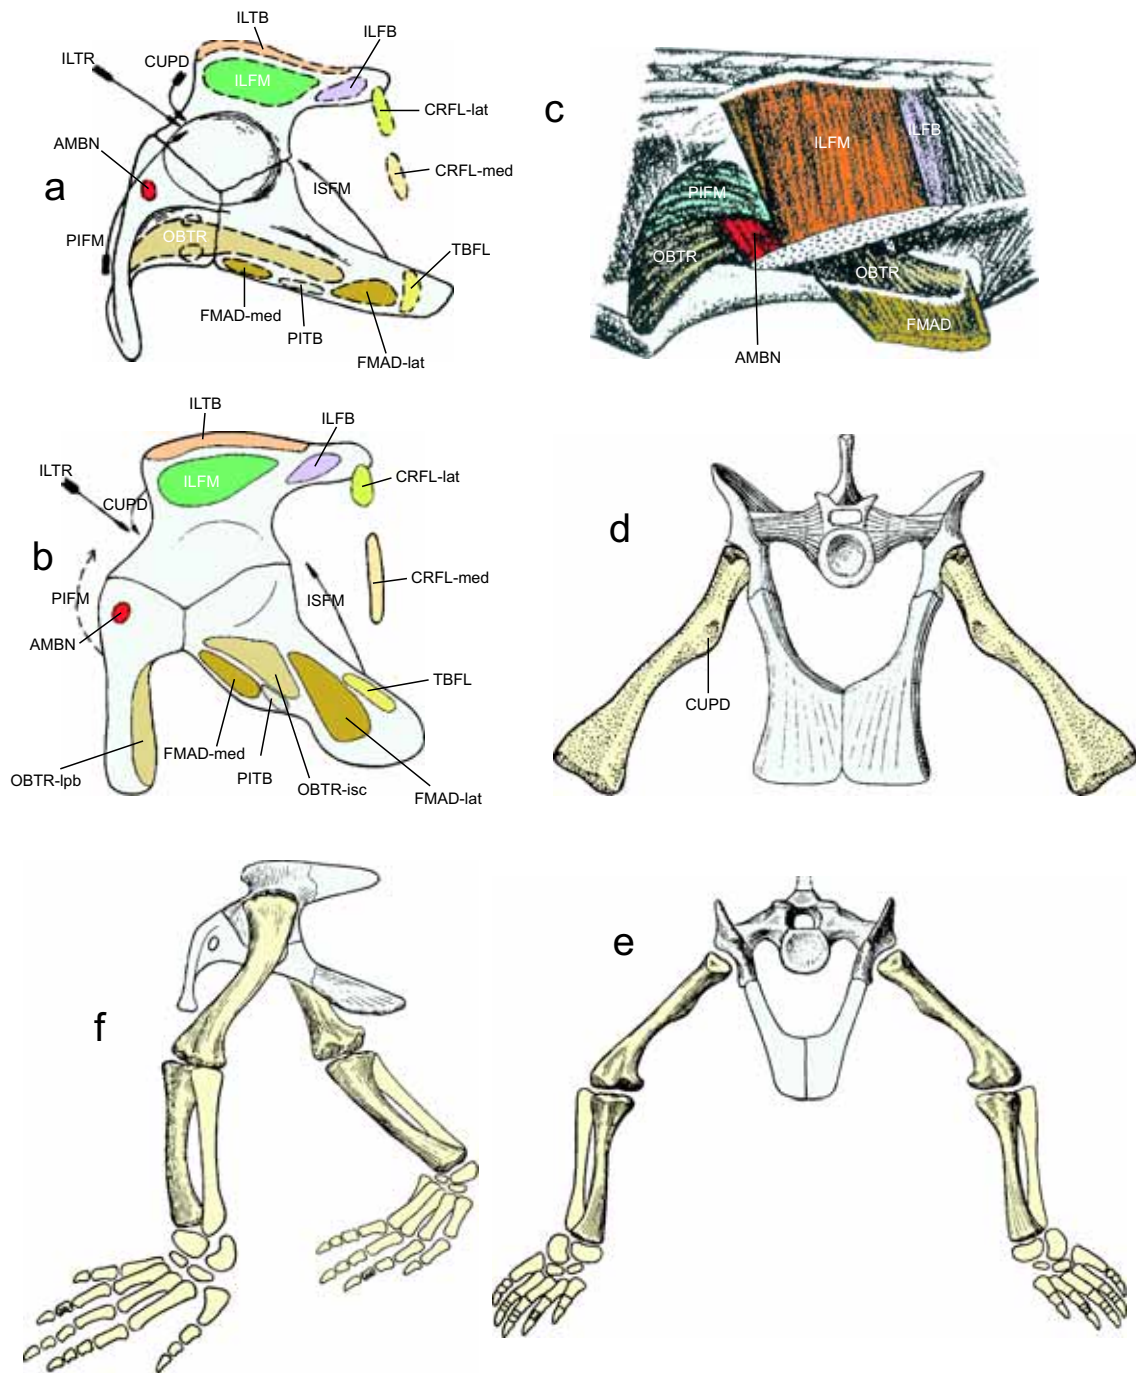 ILTB
ILTR
CUPD
ILFB
ILFM
CRFL-lat
AMBN
a
CRFL-med
ISFM
PIFM
OBTR
TBFL
FMAD-med
PITB
FMAD-lat
c
ILFM
ILFB
PIFM
OBTR
OBTR
FMAD
AMBN
ILTB
ILFB
ILTR
ILFM
CRFL-lat
CUPD
b
CRFL-med
PIFM
ISFM
AMBN
TBFL
FMAD-med
PITB
OBTR-lpb
OBTR-isc
FMAD-lat
d
CUPD
f
e